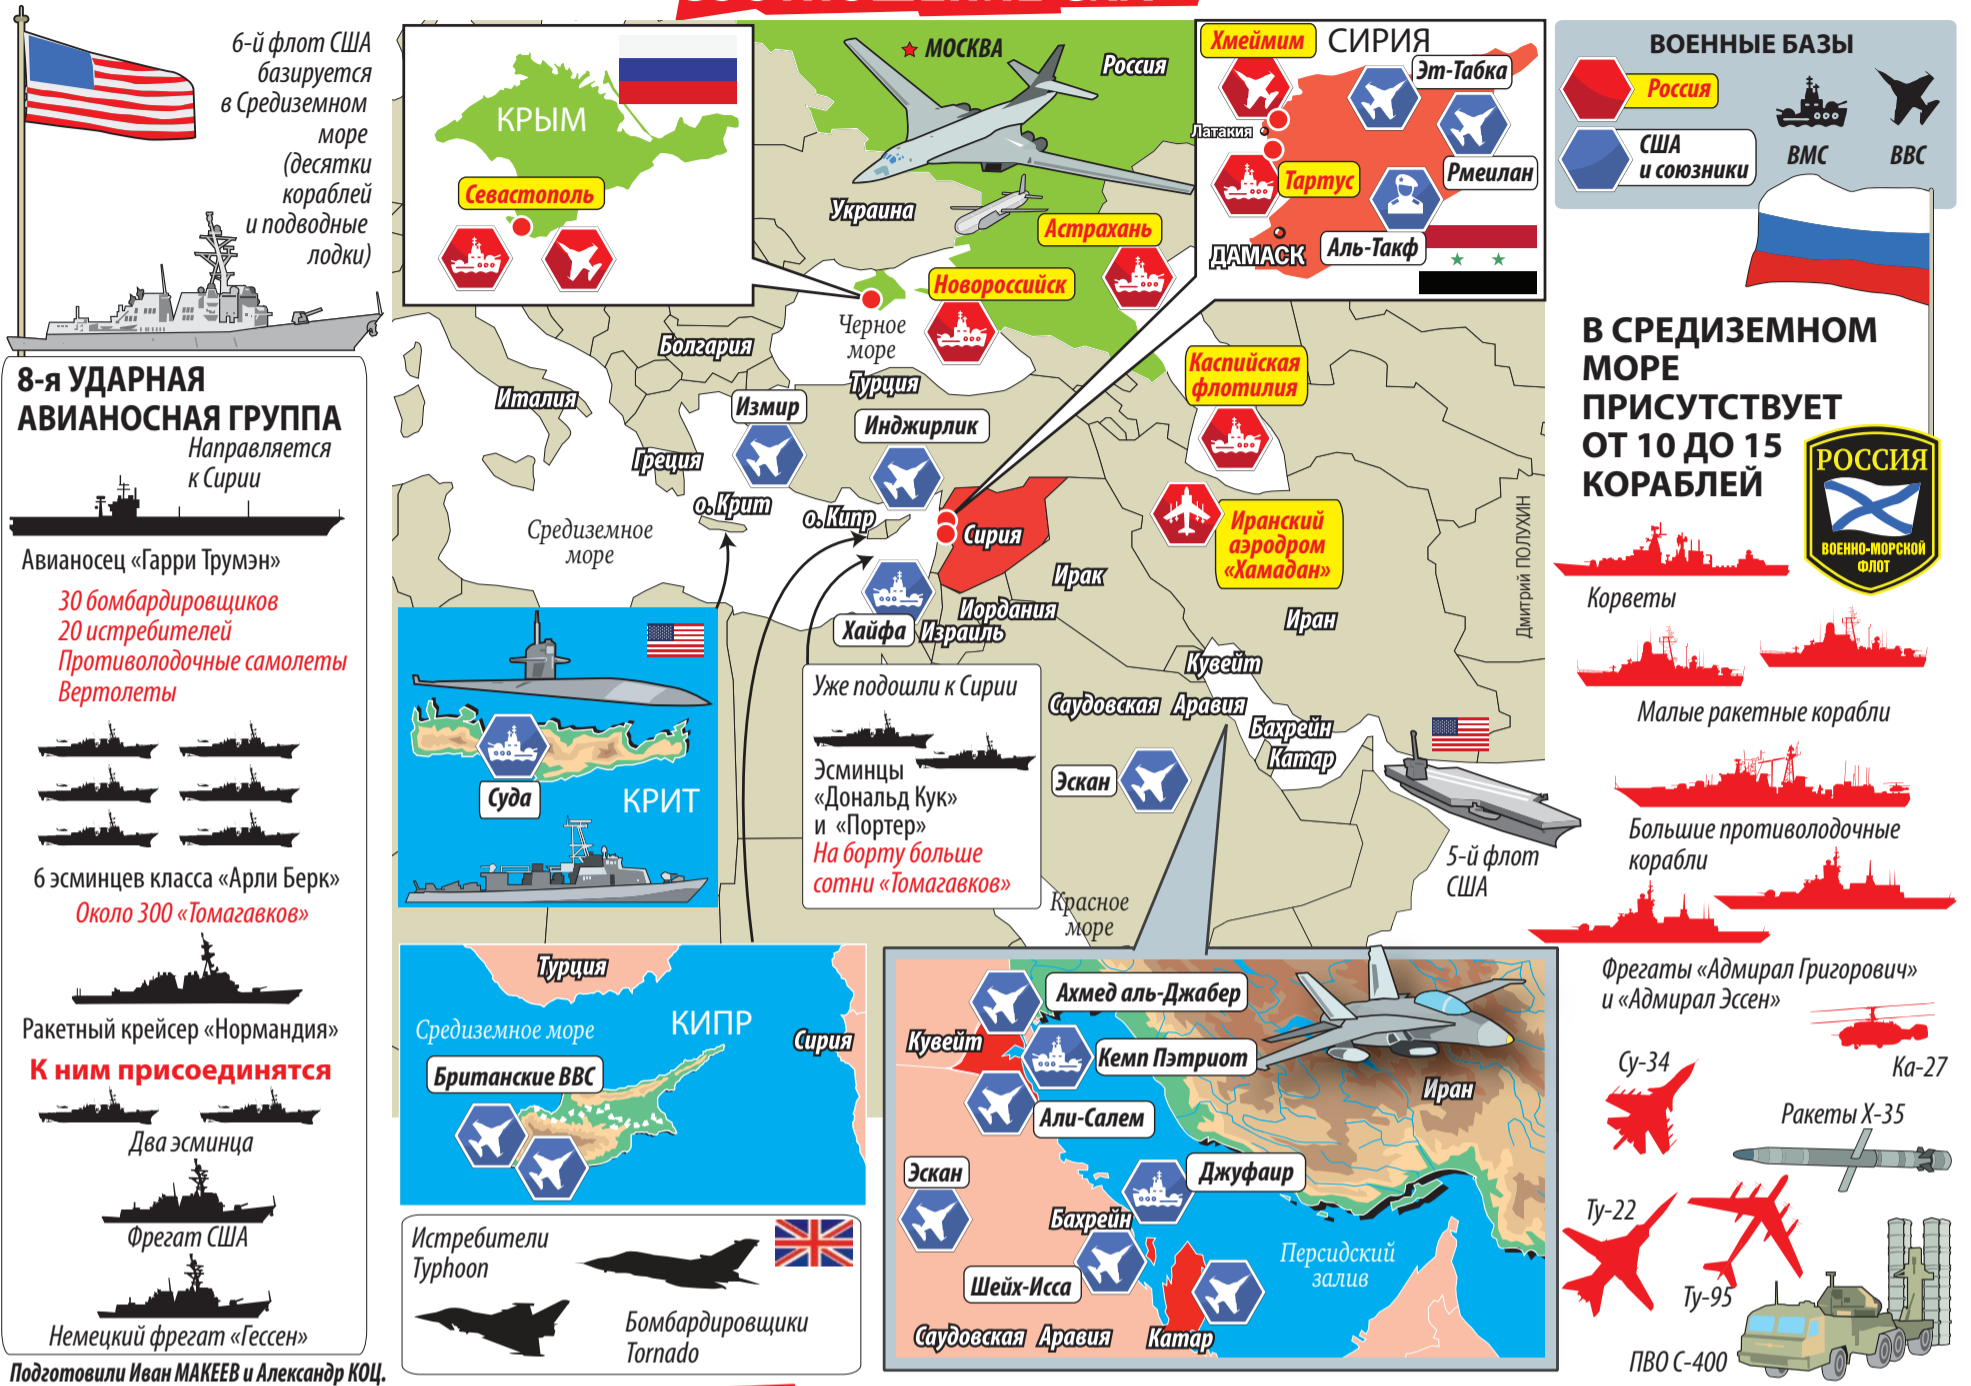 6-й флот США
базируется
в Средиземном
море
(десятки
кораблей
и подводные
лодки)
8-я УДАРНАЯ
АВИАНОСНАЯ ГРУППА
Направляется
к Сирии
Авианосец «Гарри Трумэн»
30 бомбардировщиков
20 истребителей
Противолодочные самолеты
Вертолеты
6 эсминцев класса «Арли Берк»
Около 300 «Томагавков»
Ракетный крейсер «Нормандия»
К ним присоединятся
Два эсминца
Фрегат США
Немецкий фрегат «Гессен»
Подготовили Иван МАКЕЕВ и Александр КОЦ.
КРЫМ
Севастополь
МОСКВА
Россия
Украина
Астрахань
Новороссийск
Черное
море
Болгария
Италия
Турция
Измир
Инджирлик
Греция
о. Крит
о. Кипр
Средиземное
море
Сирия
Каспийская
флотилия
Иранский
аэродром
«Хамадан»
Ирак
Иордания
Хайфа
Израиль
Иран
Кувейт
Саудовская Аравия
Бахрейн
Катар
Эскан
Красное
море
5-й флот
США
Дмитрий ПОЛУХИН
Хмеймим
СИРИЯ
Эт-Табка
Латакия
Рмеилан
Тартус
ДАМАСК
Аль-Такф
Суда
КРИТ
Уже подошли к Сирии
Эсминцы
«Дональд Кук»
и «Портер»
На борту больше
сотни «Томагавков»
Турция
Средиземное море
КИПР
Сирия
Британские ВВС
Истребители
Typhoon
Бомбардировщики
Tornado
Ахмед аль-Джабер
Кувейт
Кемп Пэтриот
Али-Салем
Иран
Эскан
Джуфаир
Бахрейн
Шейх-Исса
Персидский
залив
Саудовская Аравия
Катар
ВОЕННЫЕ БАЗЫ
Россия
США
и союзники
ВМС
ВВС
В СРЕДИЗЕМНОМ
МОРЕ
ПРИСУТСТВУЕТ
ОТ 10 ДО 15
КОРАБЛЕЙ
РОССИЯ
ВОЕННО-МОРСКОЙ
ФЛОТ
Корветы
Малые ракетные корабли
Большие противолодочные
корабли
Фрегаты «Адмирал Григорович»
и «Адмирал Эссен»
Су-34
Ка-27
Ракеты Х-35
Ту-22
Ту-95
ПВО С-400